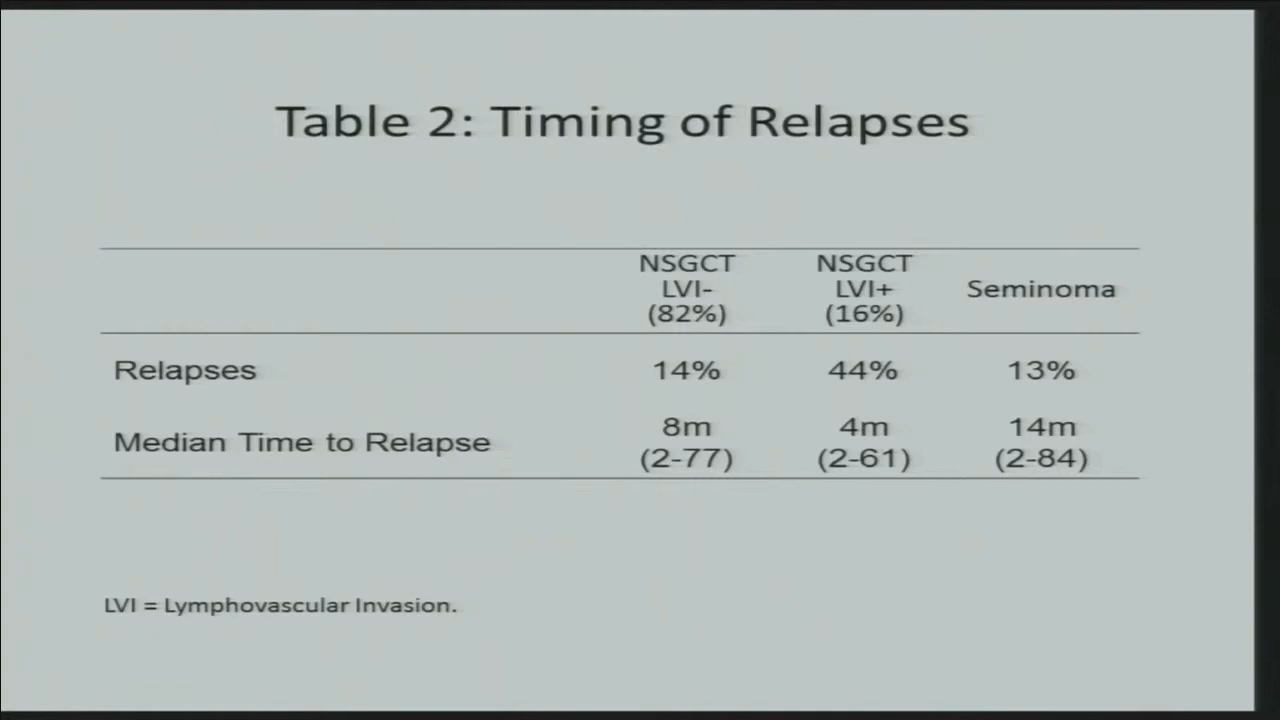 Table 2: Timing of Relapses
NSGCT LVI- (82%) NSGCT LVI+ (16%) Seminoma
Relapses 14% 44% 13%
Median Time to Relapse 8m (2-77) 4m (2-61) 14m (2-84)
LVI = Lymphovascular Invasion.